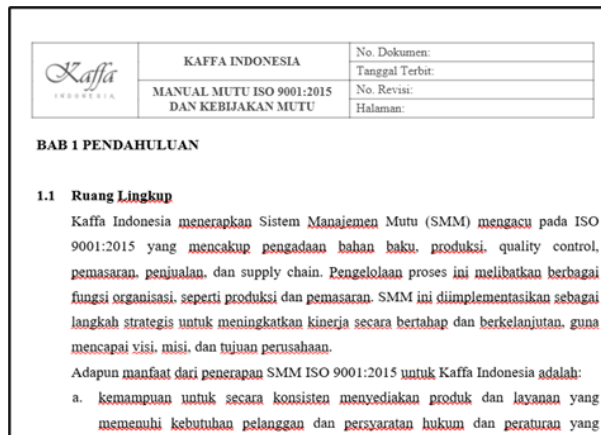 Kaffa
INDONESIA
KAFFA INDONESIA
MANUAL MUTU ISO 9001:2015
DAN KEBIJAKAN MUTU
No. Dokumen:
Tanggal Terbit:
No. Revisi:
Halaman:
BAB 1 PENDAHULUAN
1.1 Ruang Lingkup
Kaffa Indonesia menerapkan Sistem Manajemen Mutu (SMM) mengacu pada ISO
9001:2015 yang mencakup pengadaan bahan baku, produksi, quality control,
pemasaran, penjualan, dan supply chain. Pengelolaan proses ini melibatkan berbagai
fungsi organisasi, seperti produksi dan pemasaran. SMM ini diimplementasikan sebagai
langkah strategis untuk meningkatkan kinerja secara bertahap dan berkelanjutan, guna
mencapai visi, misi, dan tujuan perusahaan.
Adapun manfaat dari penerapan SMM ISO 9001:2015 untuk Kaffa Indonesia adalah:
a. kemampuan untuk secara konsisten menyediakan produk dan layanan yang
memenuhi kebutuhan pelanggan dan persyaratan hukum dan peraturan yang